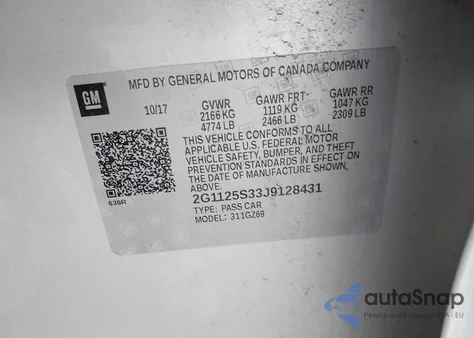 MFD BY GENERAL MOTORS OF CANADA COMPANY
GM
10/17
GVWR
2166 KG
4774 LB
GAWR FRT
1119 KG
2466 LB
GAWR RR
1047 KG
2309 LB
THIS VEHICLE CONFORMS TO ALL
APPLICABLE U.S. FEDERAL MOTOR
VEHICLE SAFETY, BUMPER, AND THEFT
PREVENTION STANDARDS IN EFFECT ON
THE DATE OF MANUFACTURE SHOWN ABOVE.
2G1125S33J9128431
TYPE: PASS CAR
MODEL: 311GZ69
636R
autoSnap